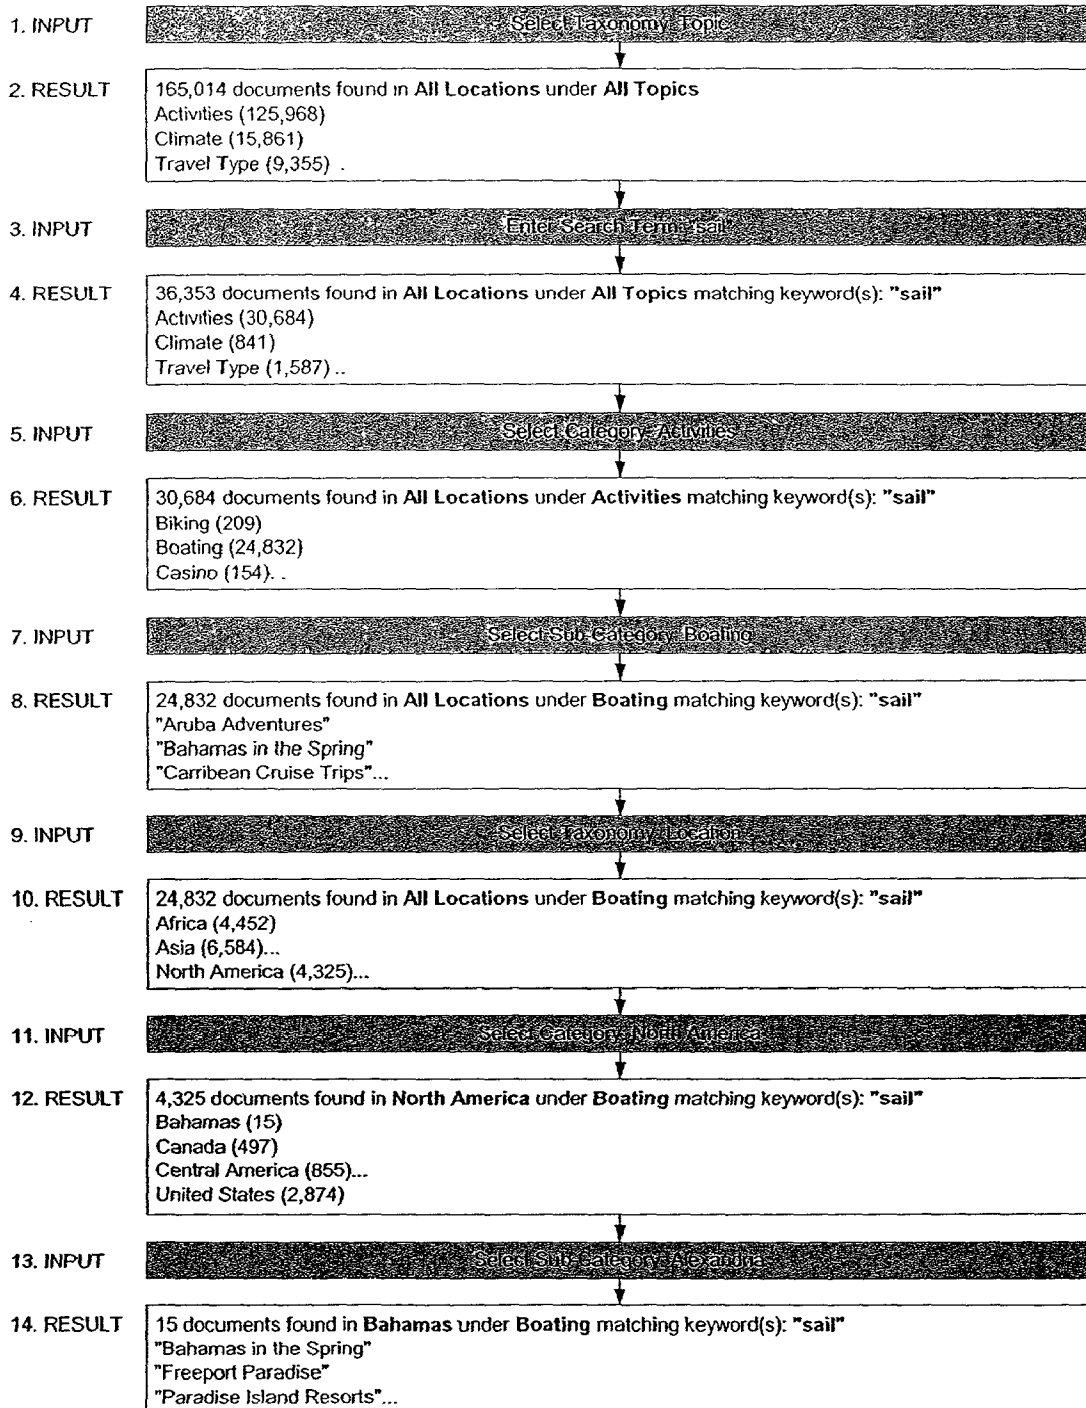 1. INPUT
Select Taxonomy: Topic
2. RESULT
165,014 documents found in All Locations under All Topics
Activities (125,968)
Climate (15,861)
Travel Type (9,355) .
3. INPUT
Enter Search Term: "sail"
4. RESULT
36,353 documents found in All Locations under All Topics matching keyword(s): "sail"
Activities (30,684)
Climate (841)
Travel Type (1,587)..
5. INPUT
Select Category: Activities
6. RESULT
30,684 documents found in All Locations under Activities matching keyword(s): "sail"
Biking (209)
Boating (24,832)
Casino (154). .
7. INPUT
Select Sub-Category: Boating
8. RESULT
24,832 documents found in All Locations under Boating matching keyword(s): "sail"
"Aruba Adventures"
"Bahamas in the Spring"
"Carribean Cruise Trips"...
9. INPUT
Select Taxonomy: Location
10. RESULT
24,832 documents found in All Locations under Boating matching keyword(s): "sail"
Africa (4,452)
Asia (6,584)...
North America (4,325)...
11. INPUT
Select Category: North America
12. RESULT
4,325 documents found in North America under Boating matching keyword(s): "sail"
Bahamas (15)
Canada (497)
Central America (855)...
United States (2,874)
13. INPUT
Select Sub-Category: Alexandria
14. RESULT
15 documents found in Bahamas under Boating matching keyword(s): "sail"
"Bahamas in the Spring"
"Freeport Paradise"
"Paradise Island Resorts"...